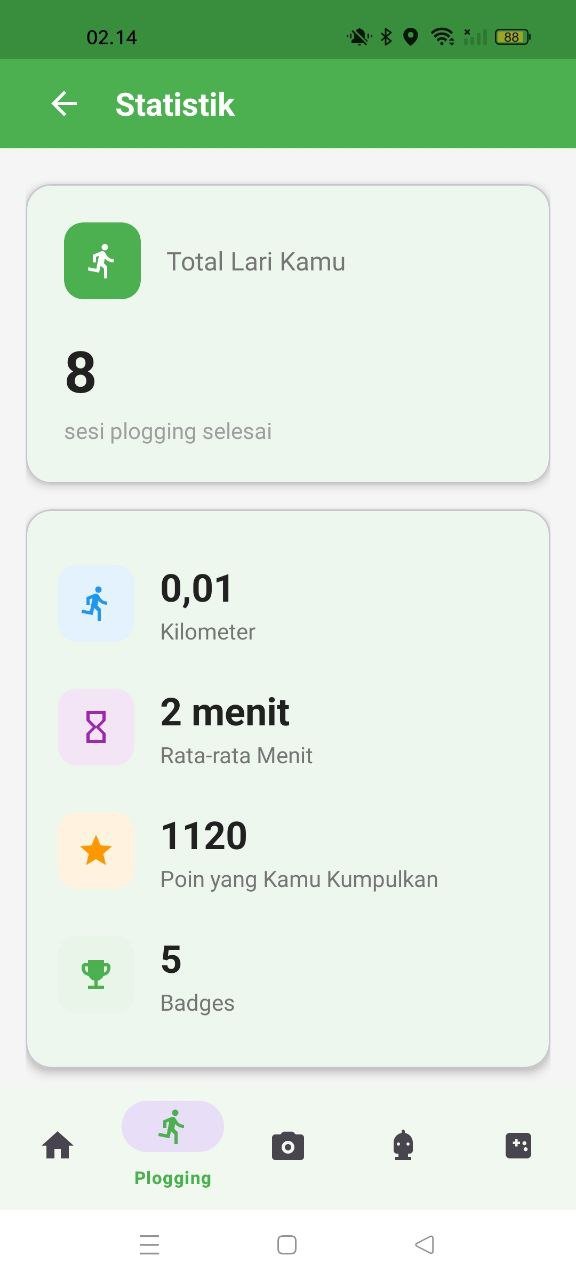 02.14
88
Statistik
Total Lari Kamu
8
sesi plogging selesai
0,01
Kilometer
2 menit
Rata-rata Menit
1120
Poin yang Kamu Kumpulkan
5
Badges
Plogging